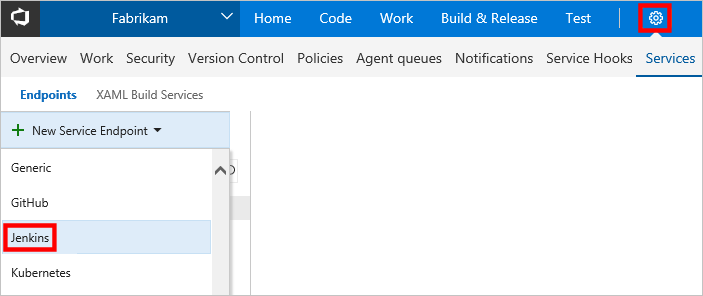 Fabrikam Home Code Work Build & Release Test
Overview Work Security Version Control Policies Agent queues Notifications Service Hooks Services
Endpoints XAML Build Services
+ New Service Endpoint
Generic
GitHub
Jenkins
Kubernetes